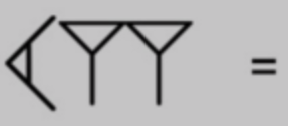 𒌋𒈫 =